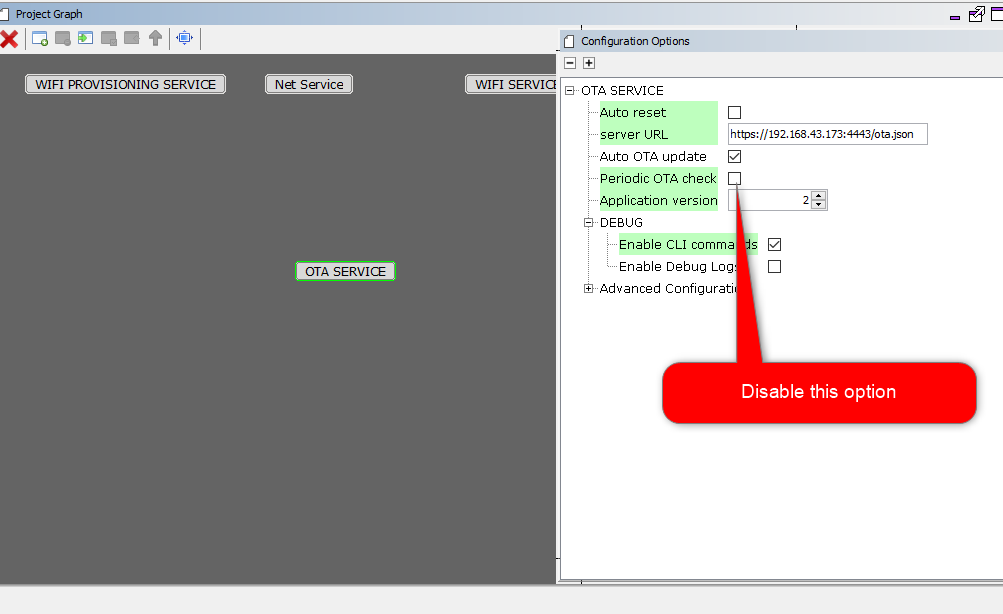 Project Graph
WIFI PROVISIONING SERVICE
Net Service
WIFI SERVICE
OTA SERVICE
Configuration Options
OTA SERVICE
Auto reset
server URL https://192.168.43.173:4443/ota.json
Auto OTA update
Periodic OTA check
Application version 2
DEBUG
Enable CLI commands
Enable Debug Logs
Advanced Configuratio
Disable this option